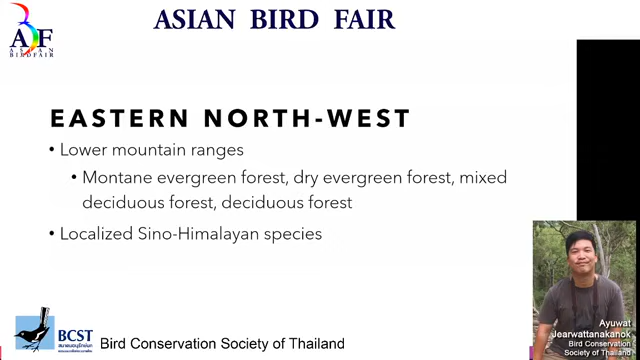 ASIAN BIRD FAIR
ABF
ASIAN
BIRDFAIR
EASTERN NORTH-WEST
• Lower mountain ranges
• Montane evergreen forest, dry evergreen forest, mixed
deciduous forest, deciduous forest
• Localized Sino-Himalayan species
Ayuwat
Jearwattanakanok
Bird Conservation
Society of Thailand
BCST
Bird Conservation Society of Thailand